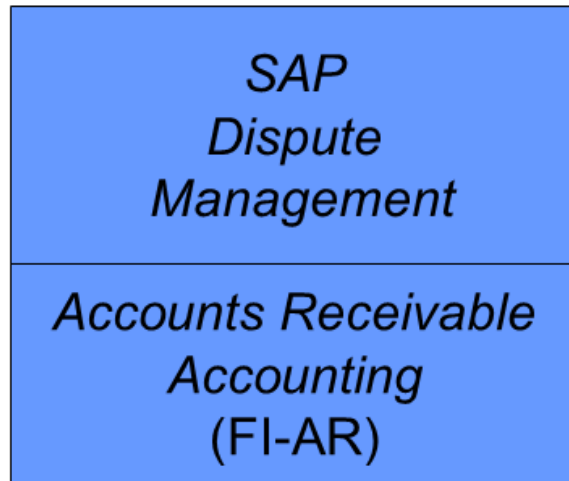 SAP
Dispute
Management
Accounts Receivable
Accounting
(FI-AR)